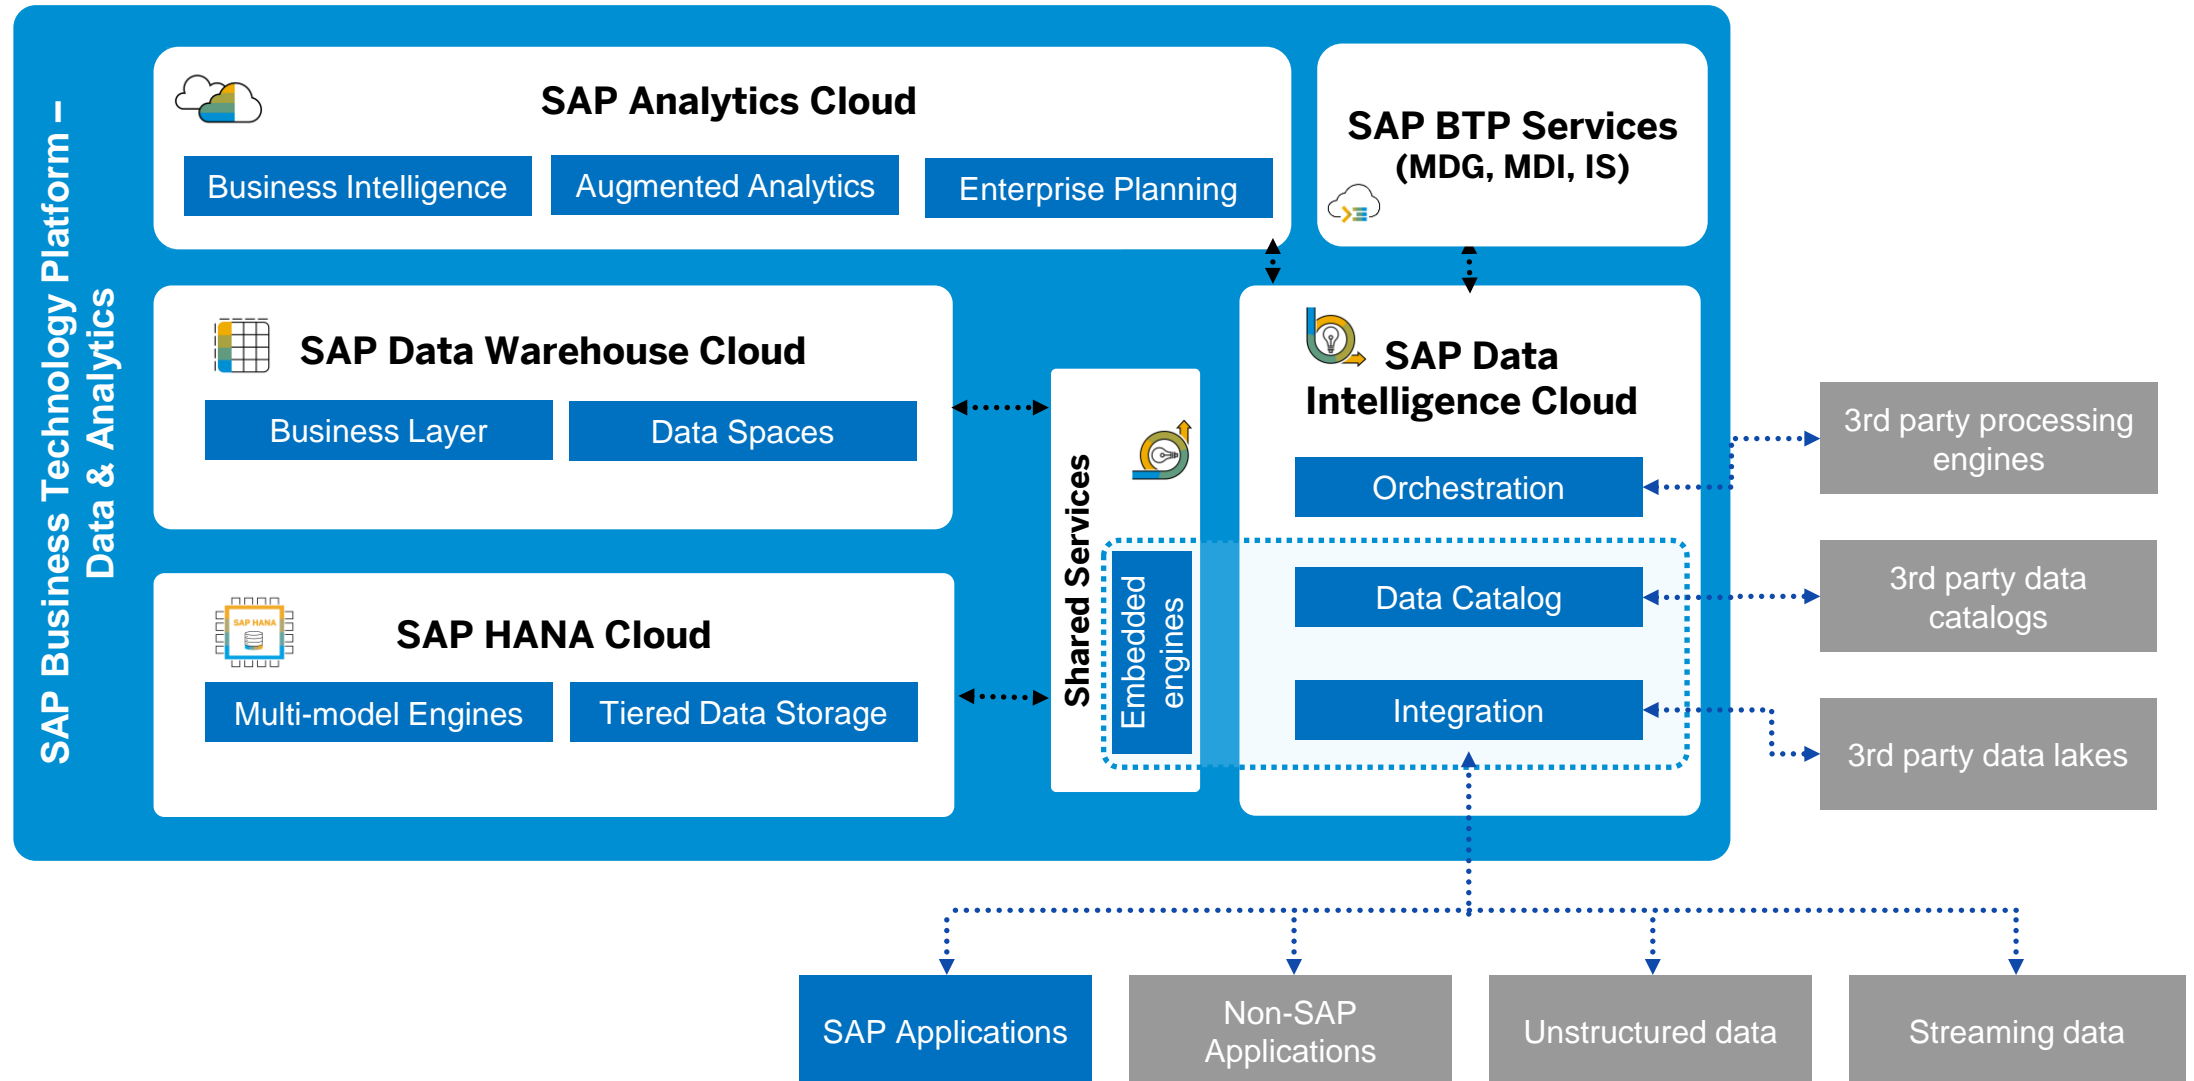 SAP Business Technology Platform –
Data & Analytics
SAP Analytics Cloud
Business Intelligence
Augmented Analytics
Enterprise Planning
SAP BTP Services
(MDG, MDI, IS)
SAP Data Warehouse Cloud
Business Layer
Data Spaces
SAP HANA
SAP HANA Cloud
Multi-model Engines
Tiered Data Storage
Shared Services
Embedded
engines
SAP Data
Intelligence Cloud
Orchestration
Data Catalog
Integration
3rd party processing
engines
3rd party data
catalogs
3rd party data lakes
SAP Applications
Non-SAP
Applications
Unstructured data
Streaming data